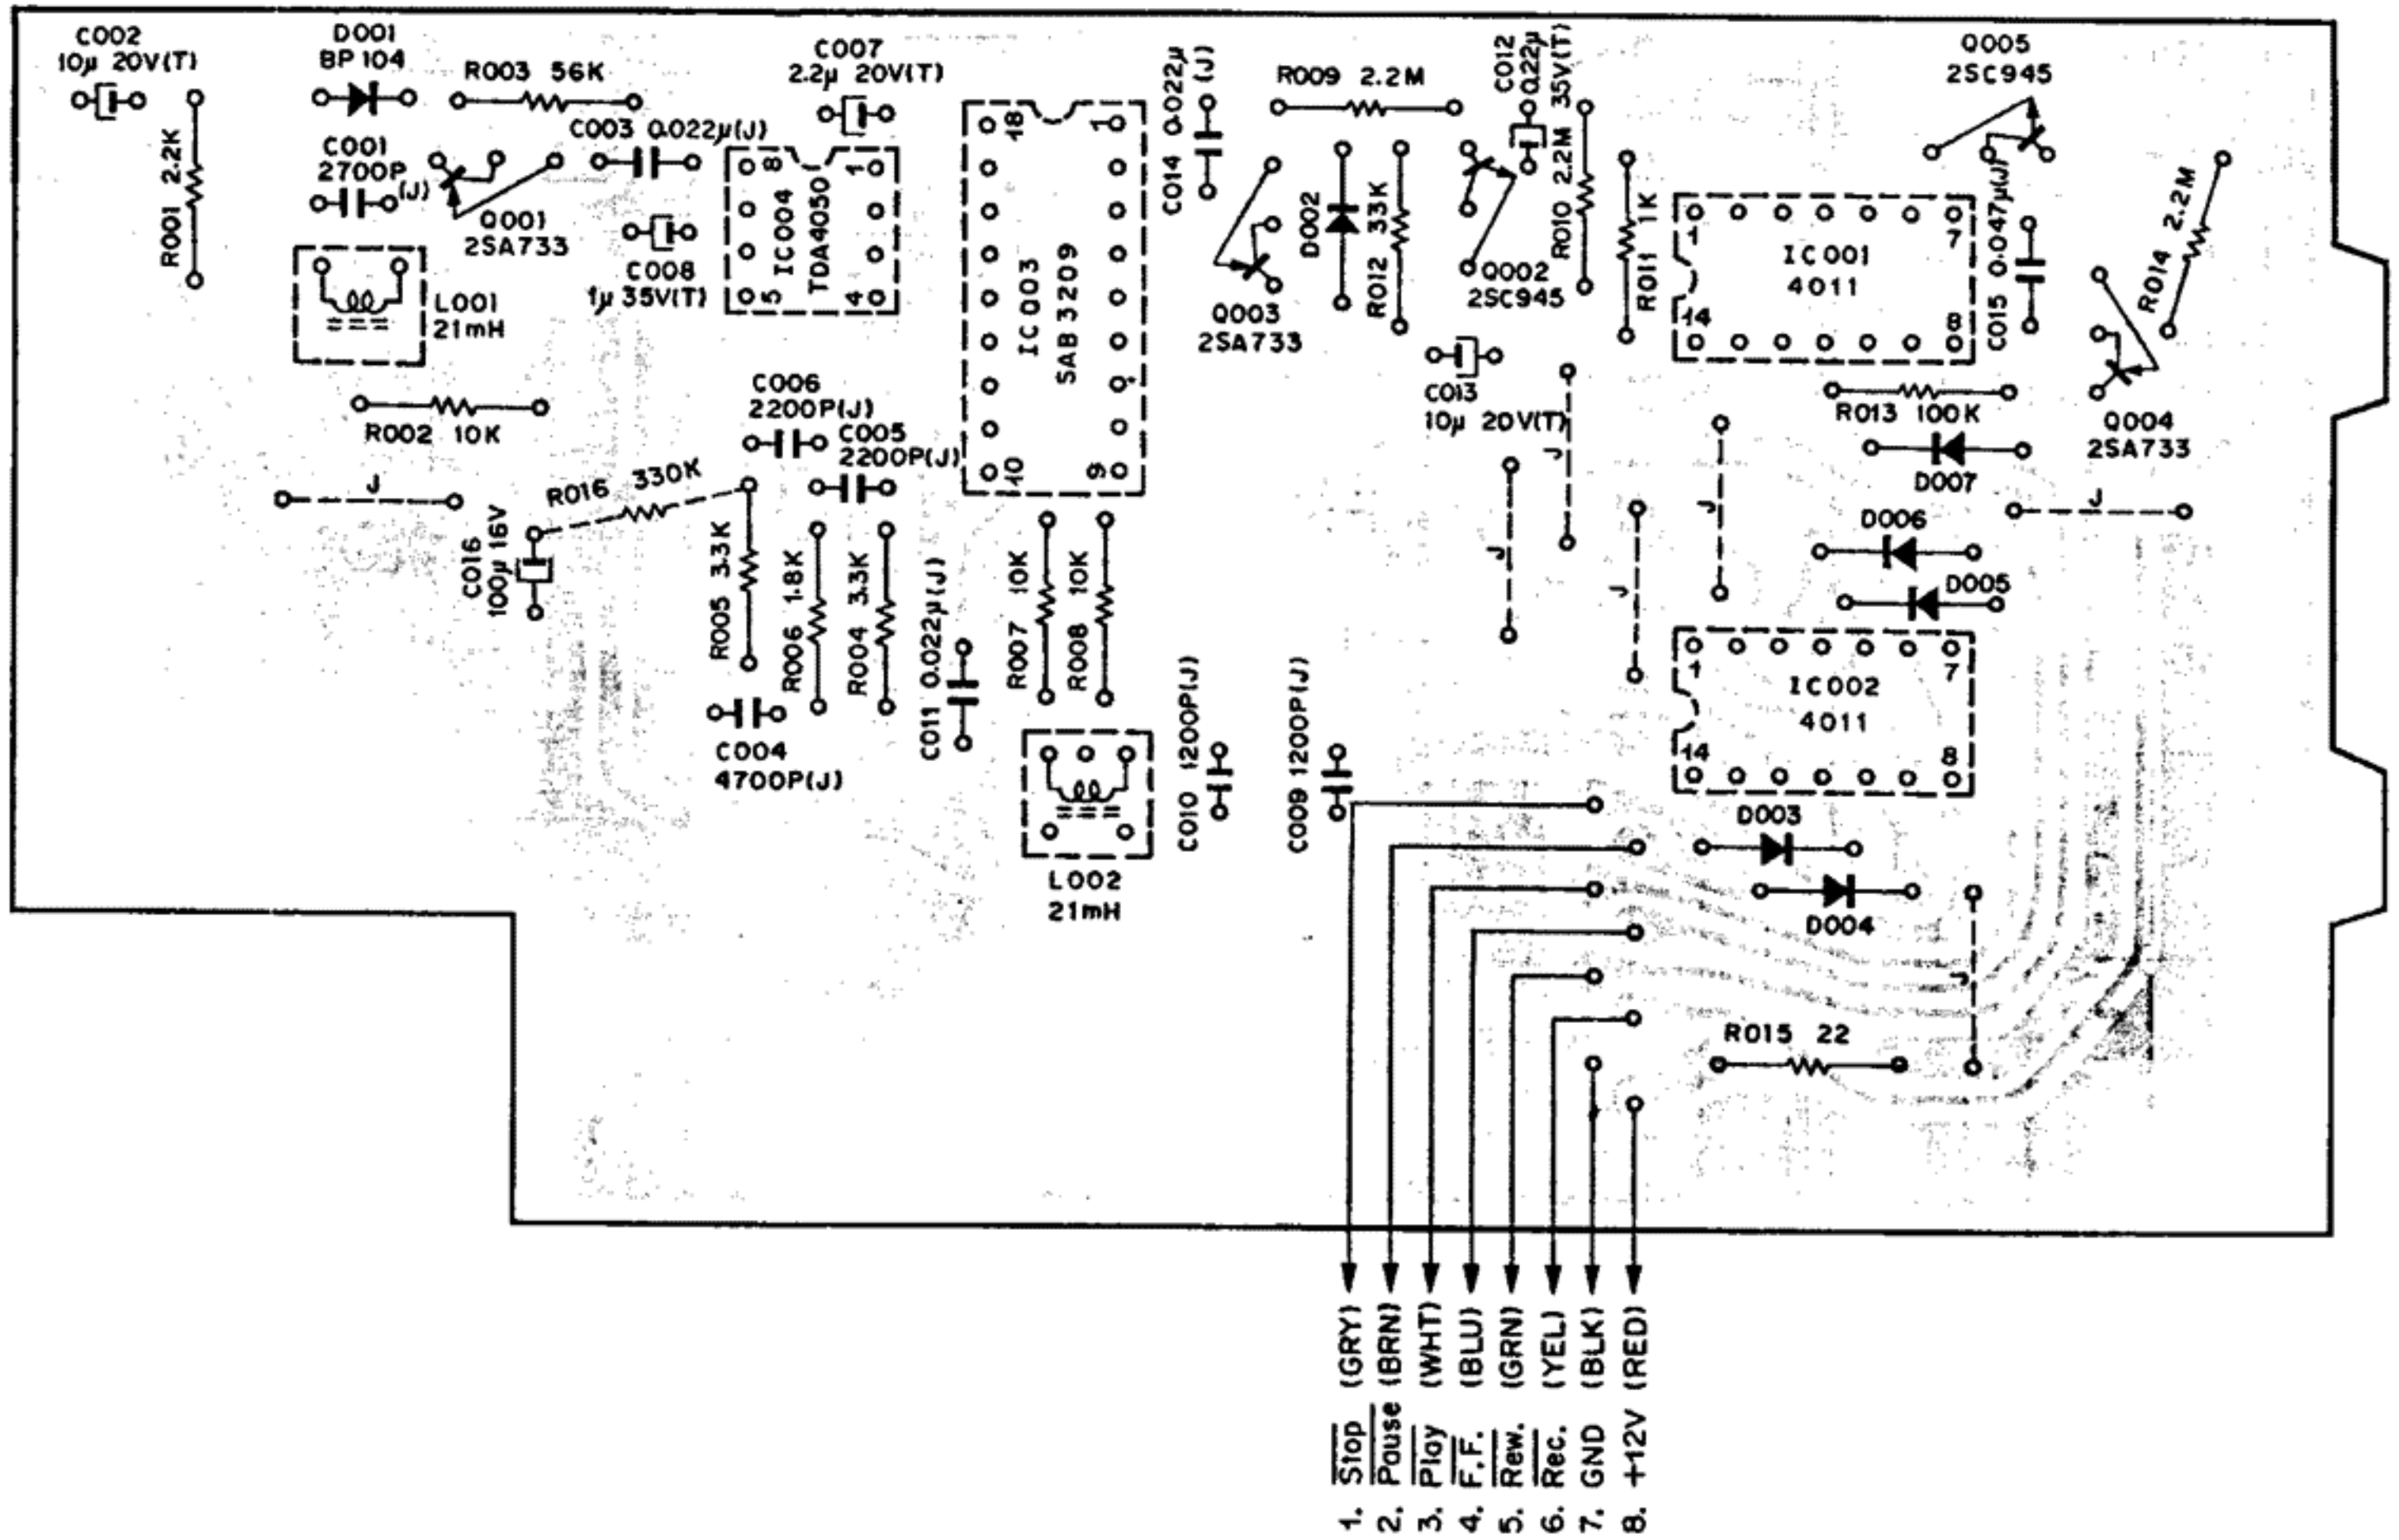 C002
10µ 20V(T)
D001
BP 104
R003 56K
C007
2.2µ 20V(T)
C014 0.022µ
(J)
R009 2.2M
C012
0.22µ
35V(T)
Q005
2SC945
R001 2.2K
C001
2700P
(J)
Q001
2SA733
C003 0.022µ(J)
8
1
IC004
TDA4050
5
4
C008
1µ 35V(T)
L001
21mH
18
1
IC003
SAB 3209
10
9
Q003
2SA733
D002
R012 33K
Q002
2SC945
R010 2.2M
R011 1K
1
7
IC001
4011
14
8
C015 0.047µ(J)
R014 2.2M
Q004
2SA733
C013
10µ 20V(T)
R013 100K
D007
R002 10K
C006
2200P(J)
C005
2200P(J)
J
R016 330K
C016
100µ 16V
R005 3.3K
R006 1.8K
R004 3.3K
C011 0.022µ(J)
R007 10K
R008 10K
J
J
J
J
J
D006
D005
1
7
IC002
4011
14
8
C004
4700P(J)
L002
21mH
C010 1200P(J)
C009 1200P(J)
D003
D004
J
R015 22
1. Stop (GRY)
2. Pause (BRN)
3. Play (WHT)
4. F.F. (BLU)
5. Rew. (GRN)
6. Rec. (YEL)
7. GND (BLK)
8. +12V (RED)